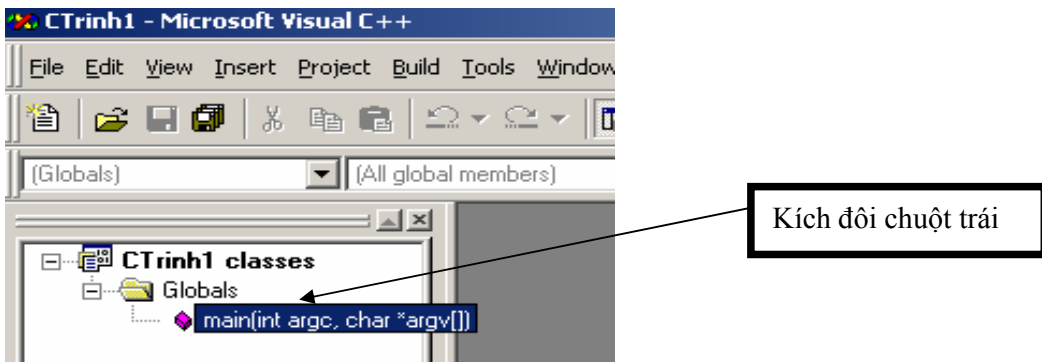 CTrinh1 - Microsoft Visual C++
File Edit View Insert Project Build Tools Window
(Globals) (All global members)
Kích đôi chuột trái
CTrinh1 classes
Globals
main(int argc, char *argv[])